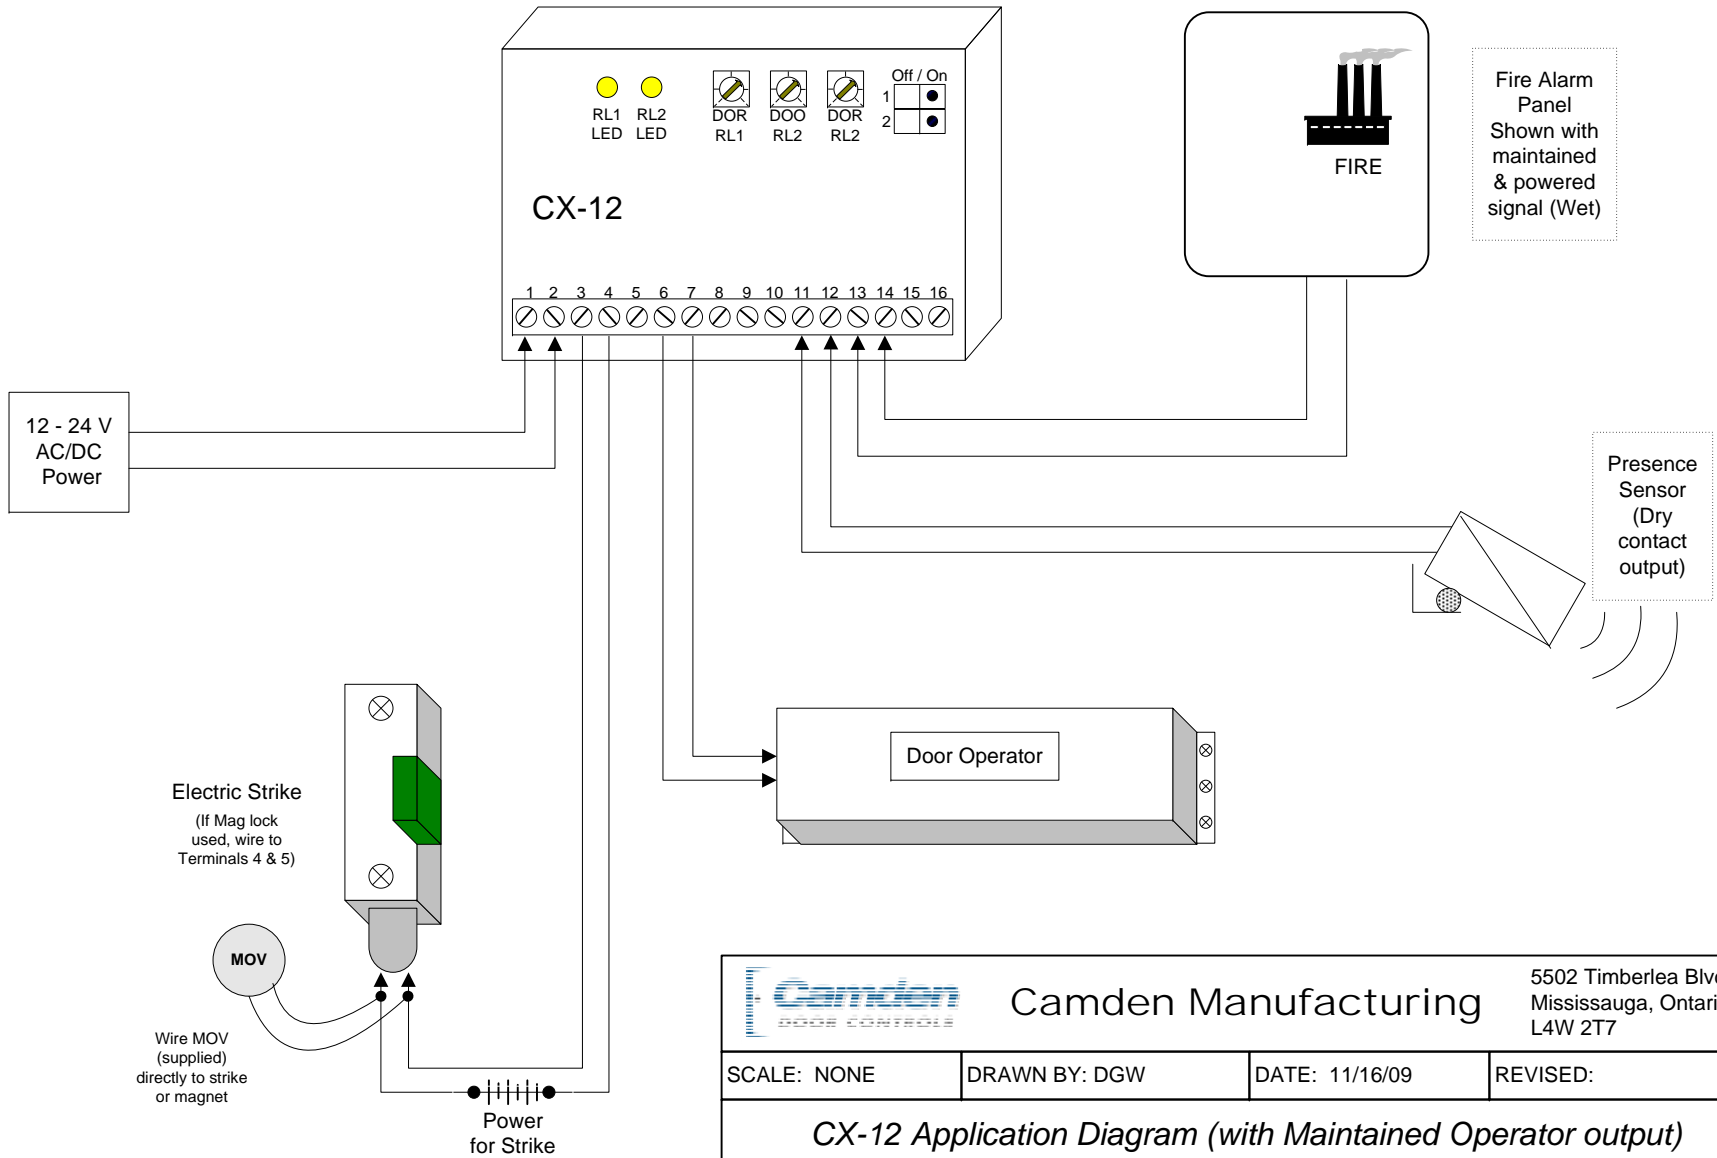 Off / On
1
2
RL1
LED
RL2
LED
DOR
RL1
DOO
RL2
DOR
RL2
CX-12
1 2 3 4 5 6 7 8 9 10 11 12 13 14 15 16
FIRE
Fire Alarm
Panel
Shown with
maintained
& powered
signal (Wet)
12 - 24 V
AC/DC
Power
Presence
Sensor
(Dry
contact
output)
Door Operator
Electric Strike
(If Mag lock
used, wire to
Terminals 4 & 5)
MOV
Wire MOV
(supplied)
directly to strike
or magnet
Power
for Strike
Camden
DOOR CONTROLS
Camden Manufacturing
5502 Timberlea Blv
Mississauga, Ontari
L4W 2T7
SCALE: NONE
DRAWN BY: DGW
DATE: 11/16/09
REVISED:
CX-12 Application Diagram (with Maintained Operator output)